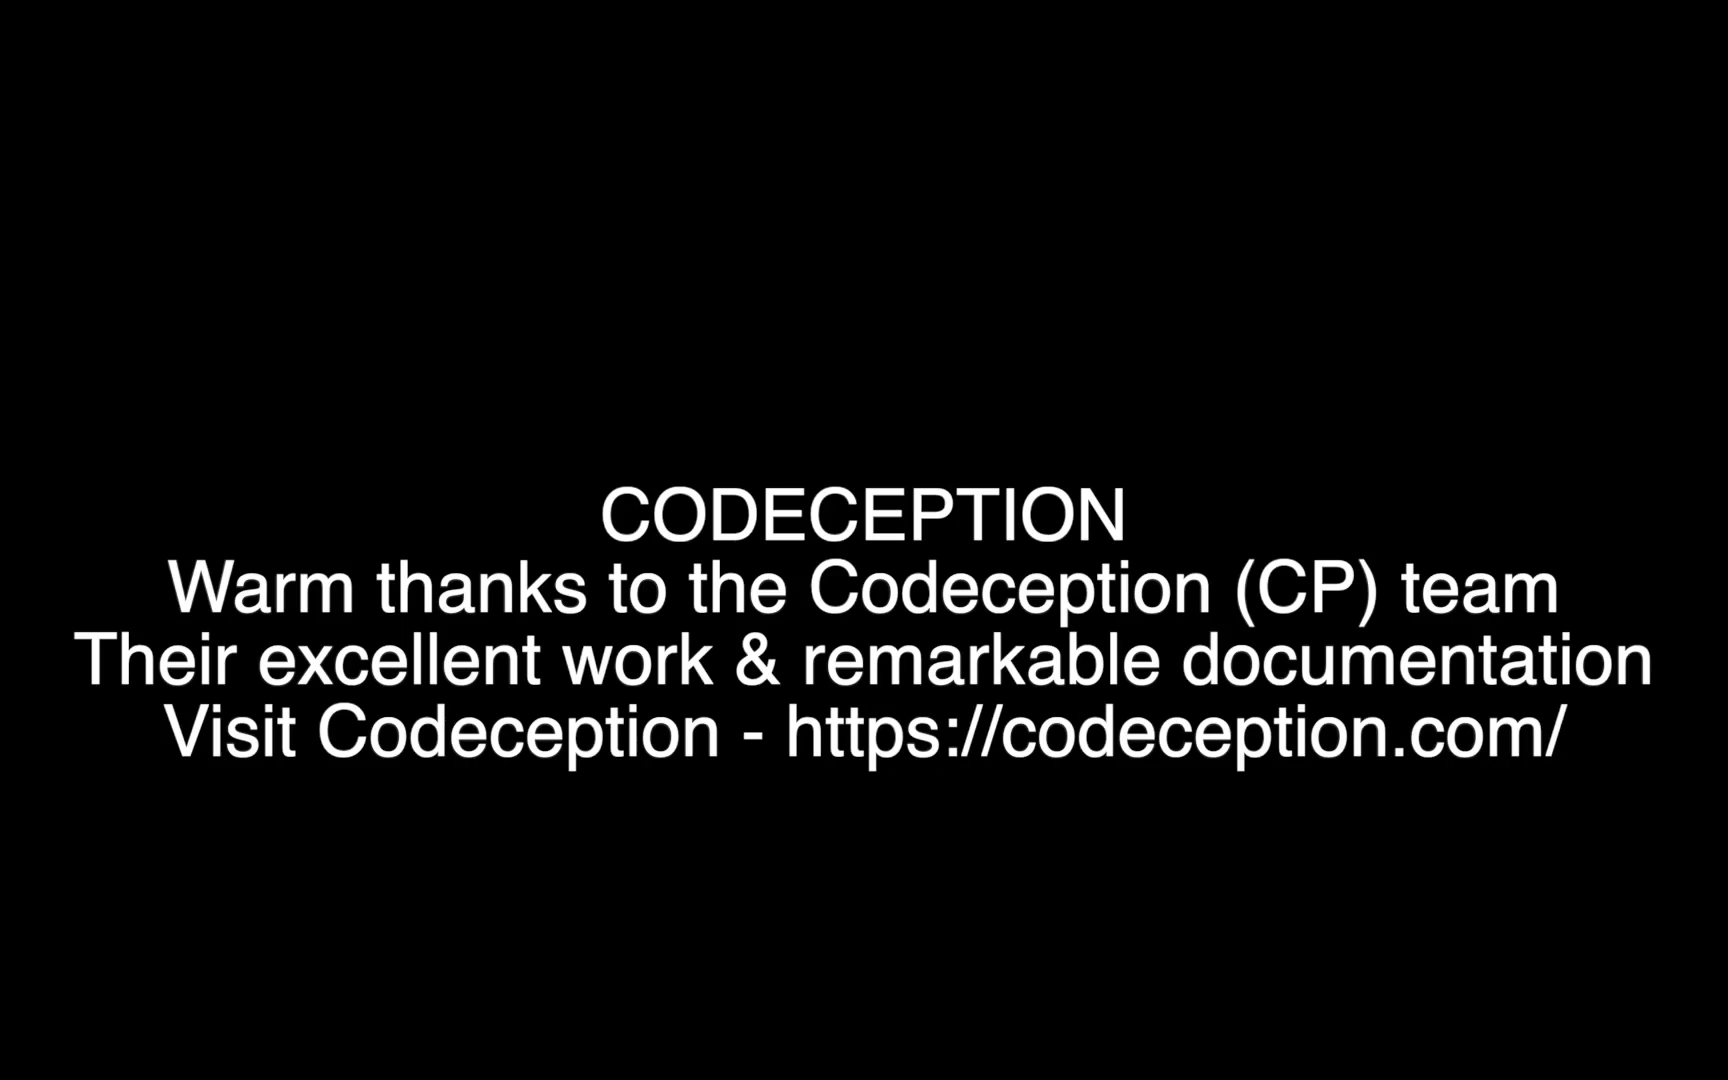 CODECEPTION
Warm thanks to the Codeception (CP) team
Their excellent work & remarkable documentation
Visit Codeception - https://codeception.com/